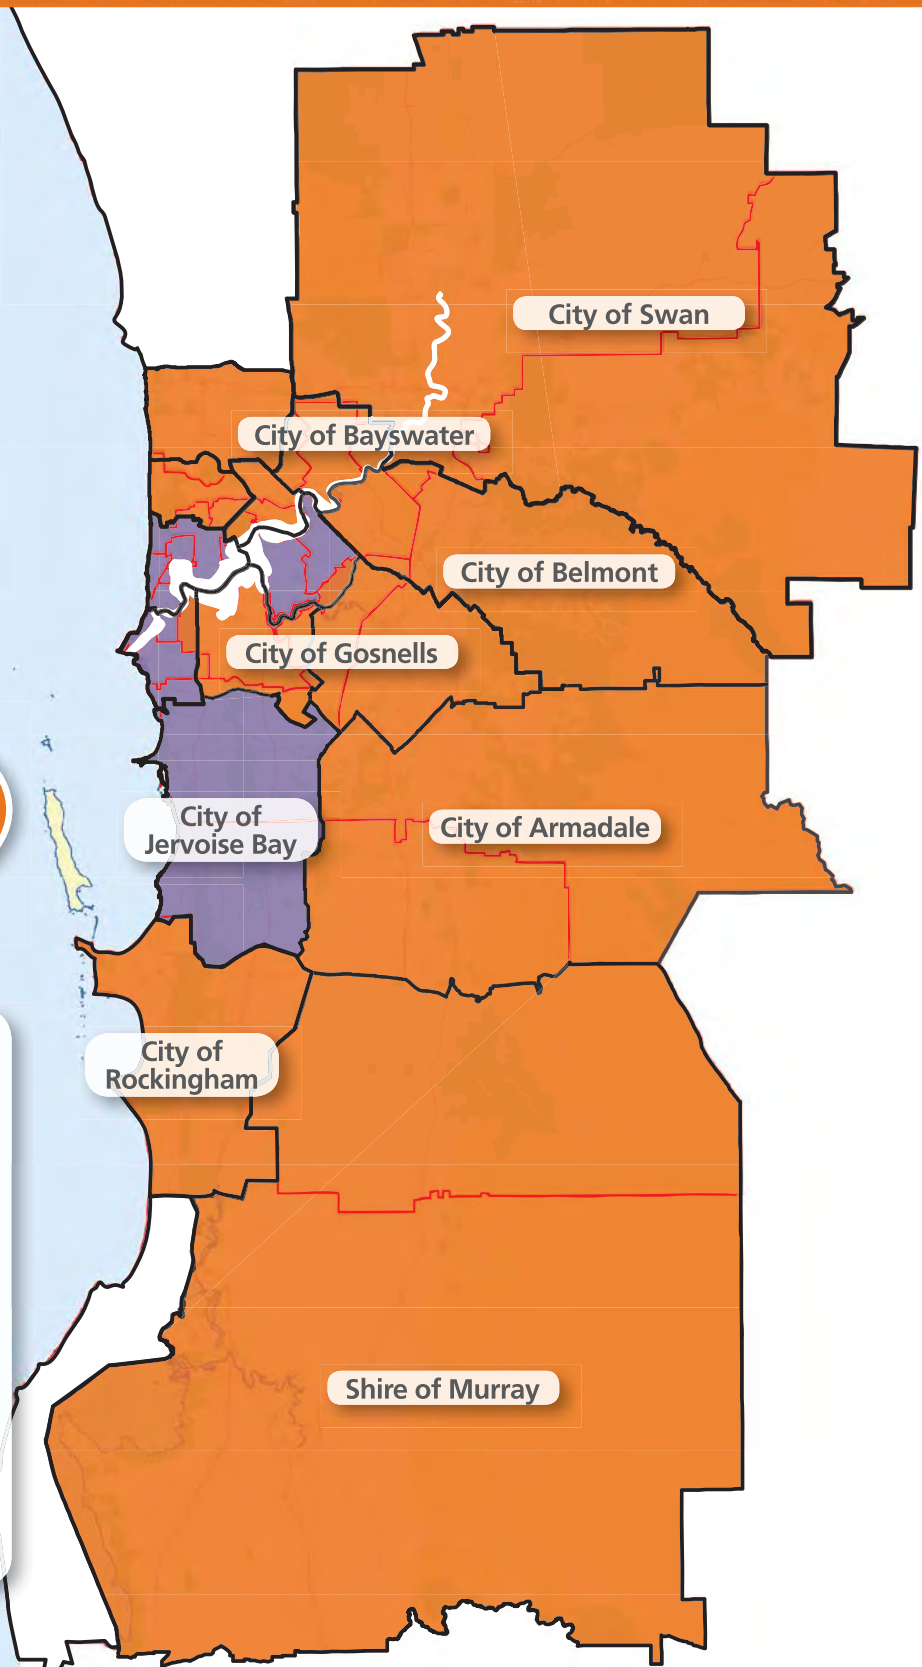 City of Swan
City of Bayswater
City of Belmont
City of Gosnells
City of
Jervoise Bay
City of Armadale
City of
Rockingham
Shire of Murray